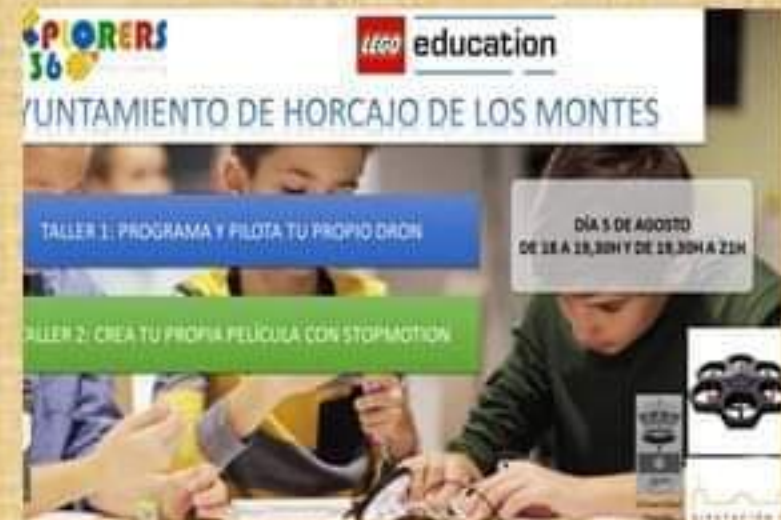 PLORERS
36
LEGO education
YUNTAMIENTO DE HORCAJO DE LOS MONTES
TALLER 1: PROGRAMA Y PILOTA TU PROPIO DRON
DÍA 5 DE AGOSTO
DE 18 A 19,30H Y DE 19,30H A 21H
ALLER 2: CREA TU PROPIA PELÍCULA CON STOPMOTION